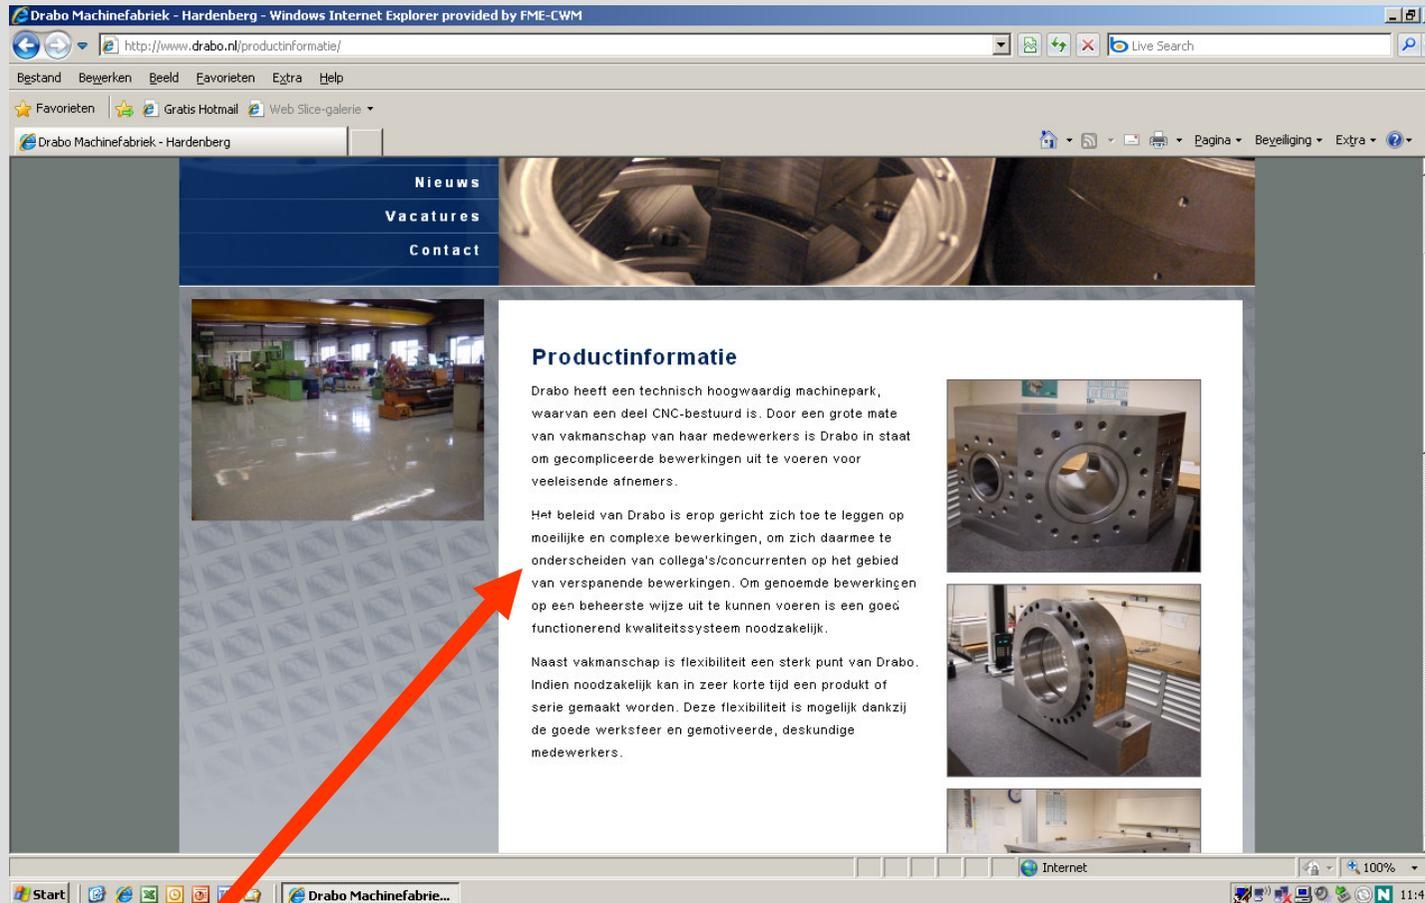 Drabo Machinefabriek - Hardenberg - Windows Internet Explorer provided by FME-CWM
http://www.drabo.nl/productinformatie/
Live Search
Bestand Bewerken Beeld Favorieten Extra Help
Favorieten Gratis Hotmail Web Slice-galerie
Drabo Machinefabriek - Hardenberg
Pagina Beveiliging Extra
Nieuws
Vacatures
Contact
Productinformatie
Drabo heeft een technisch hoogwaardig machinepark,
waarvan een deel CNC-bestuurd is. Door een grote mate
van vakmanschap van haar medewerkers is Drabo in staat
om gecompliceerde bewerkingen uit te voeren voor
veeleisende afnemers.
Het beleid van Drabo is erop gericht zich toe te leggen op
moeilijke en complexe bewerkingen, om zich daarmee te
onderscheiden van collega's/concurrenten op het gebied
van verspanende bewerkingen. Om genoemde bewerkingen
op een beheerste wijze uit te kunnen voeren is een goed
functionerend kwaliteitssysteem noodzakelijk.
Naast vakmanschap is flexibiliteit een sterk punt van Drabo.
Indien noodzakelijk kan in zeer korte tijd een produkt of
serie gemaakt worden. Deze flexibiliteit is mogelijk dankzij
de goede werksfeer en gemotiveerde, deskundige
medewerkers.
Internet 100%
Start Drabo Machinefabrie... N 11:4